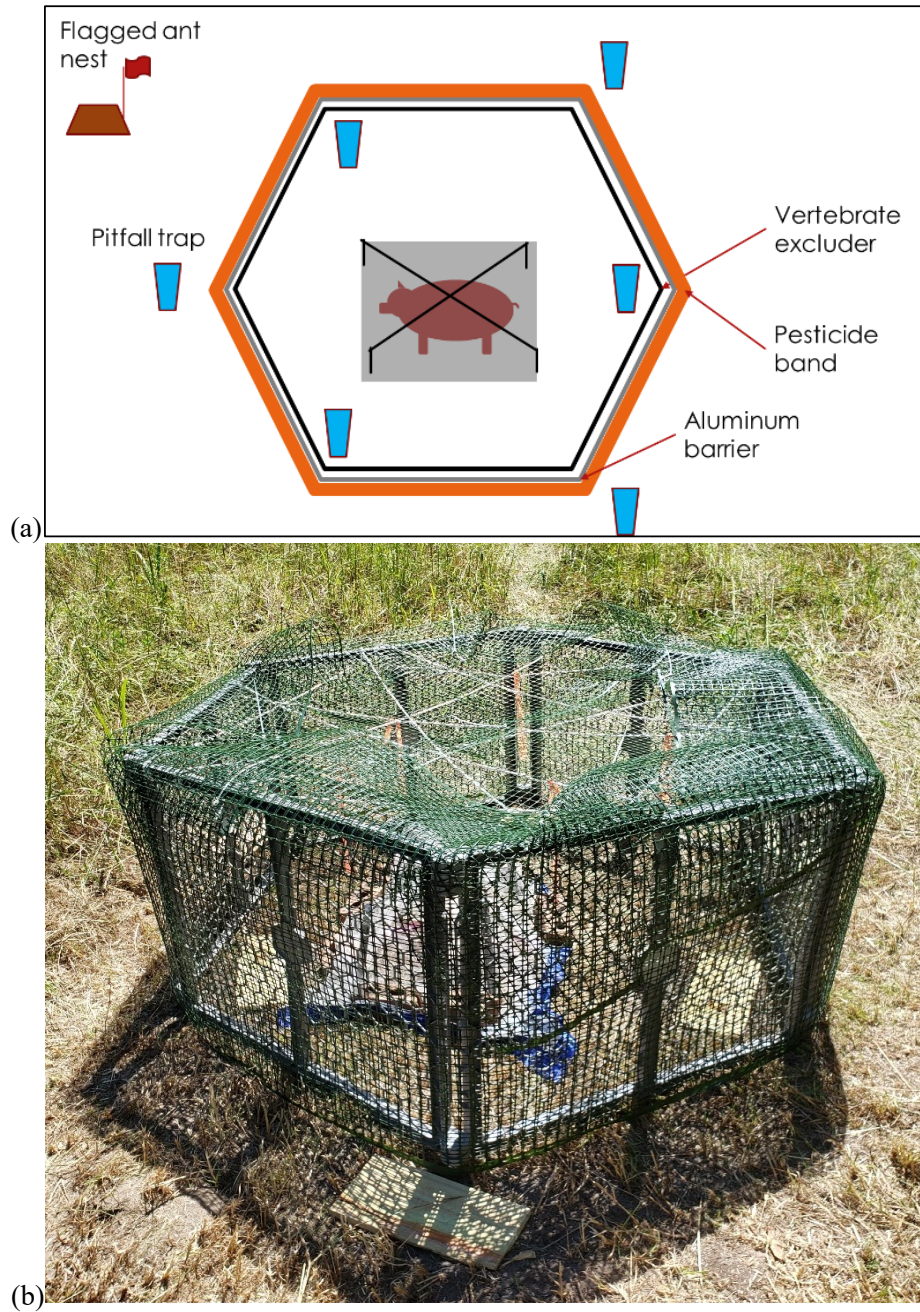 Flagged ant
nest
Pitfall trap
Vertebrate
excluder
Pesticide
band
Aluminum
barrier
(a)
(b)